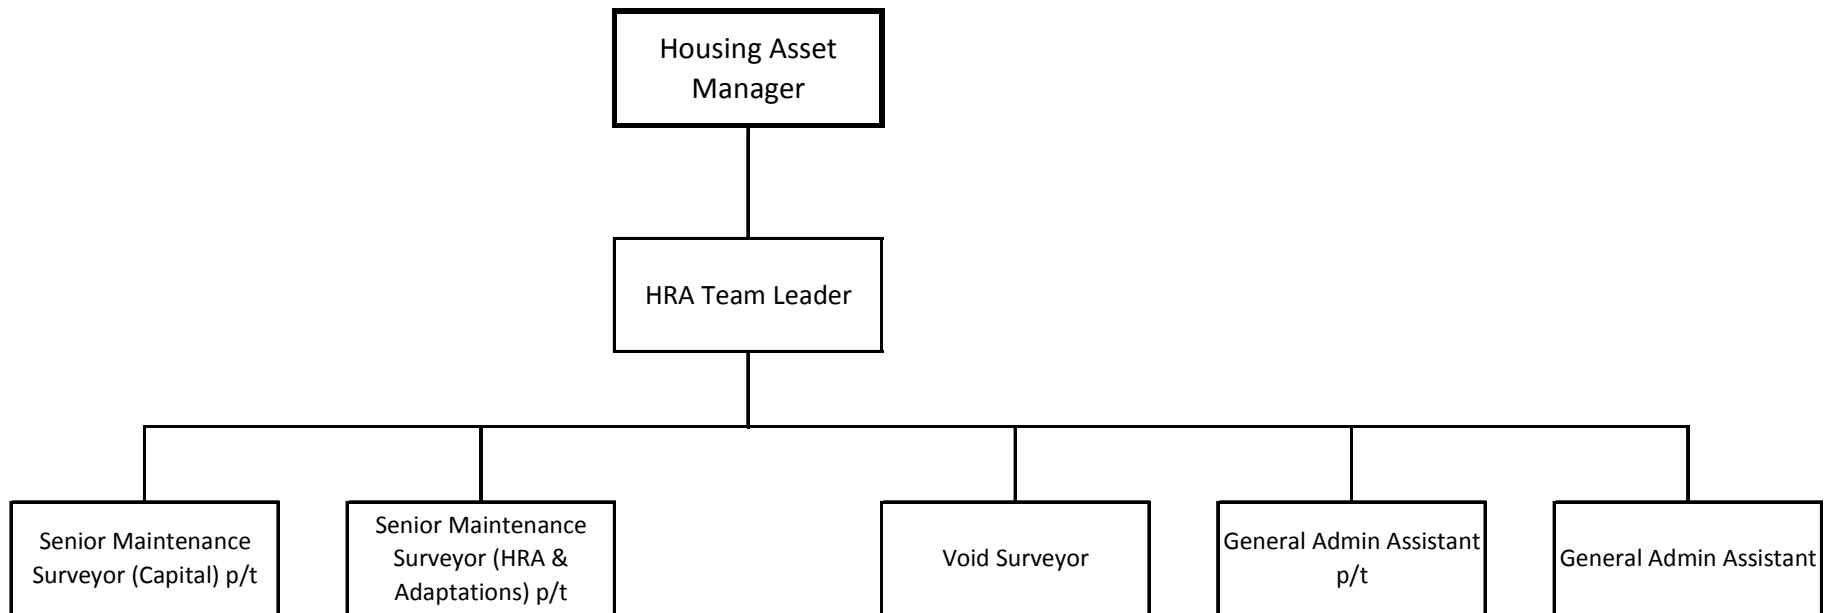 Housing Asset
Manager
HRA Team Leader
Senior Maintenance
Surveyor (Capital) p/t
Senior Maintenance
Surveyor (HRA &
Adaptations) p/t
Void Surveyor
General Admin Assistant
p/t
General Admin Assistant